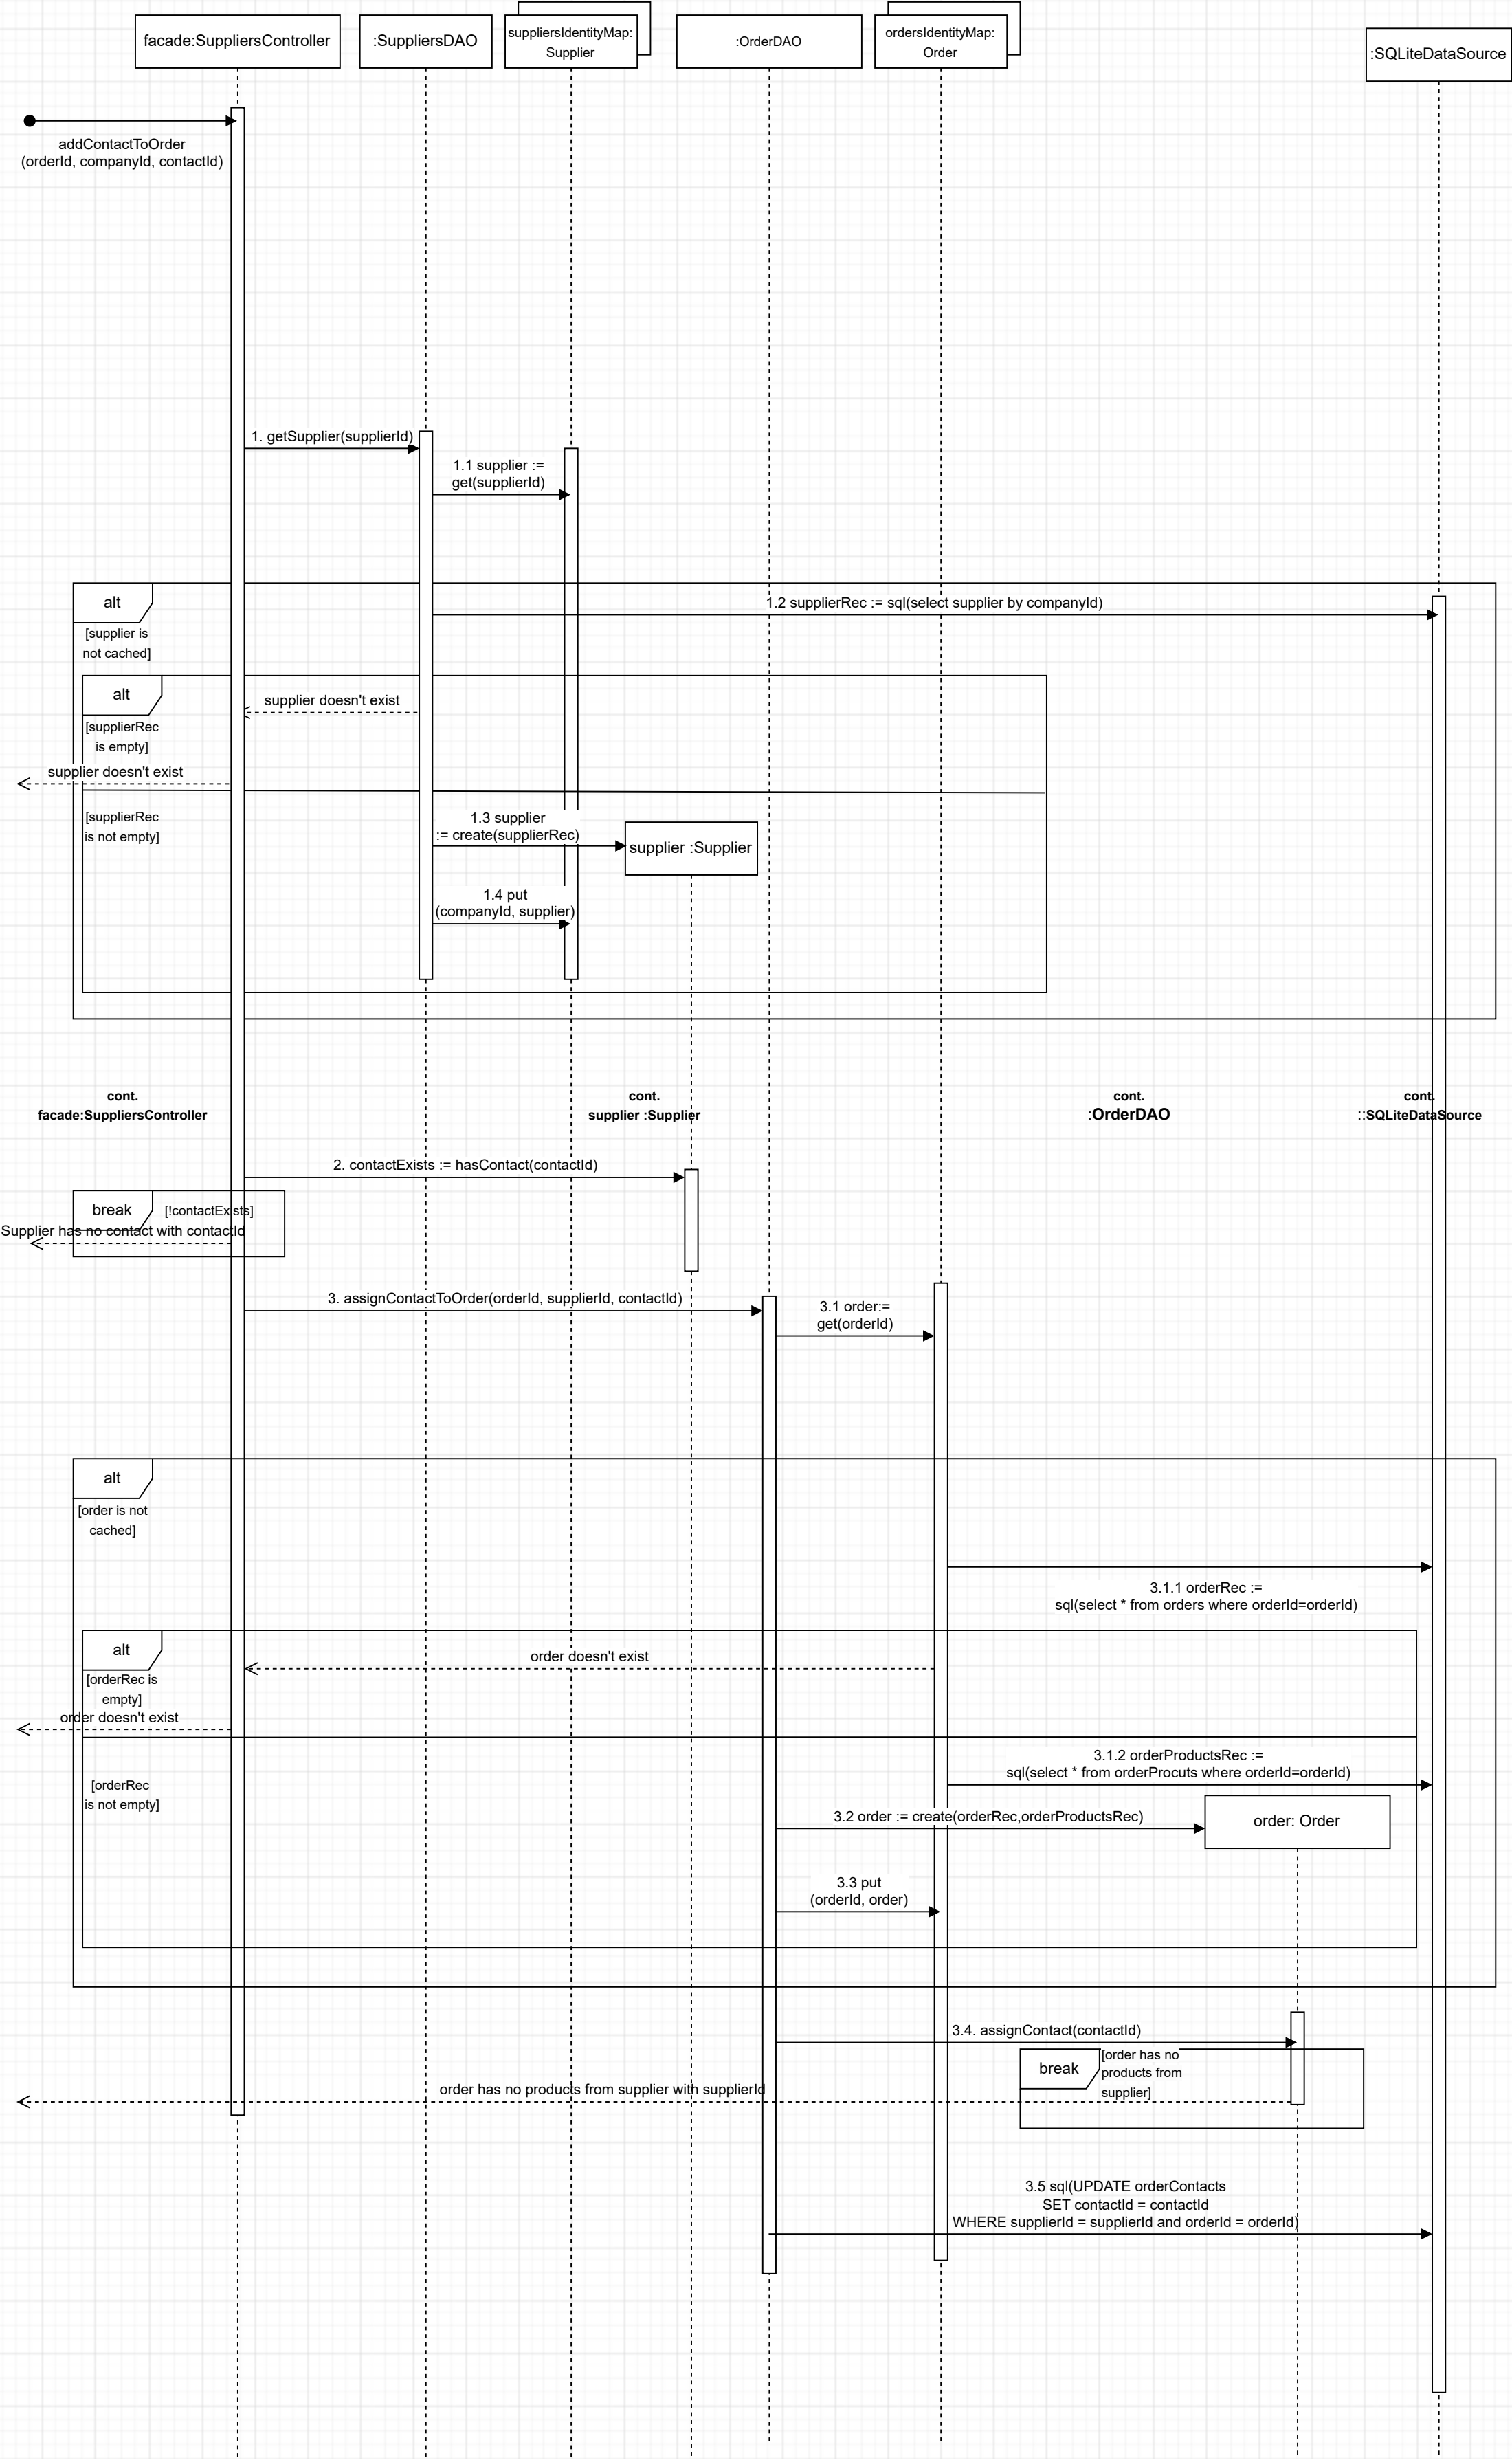 facade:SuppliersController
:SuppliersDAO
suppliersIdentityMap:
Supplier
:OrderDAO
ordersIdentityMap:
Order
:SQLiteDataSource
addContactToOrder
(orderId, companyId, contactId)
1. getSupplier(supplierId)
1.1 supplier :=
get(supplierId)
alt
1.2 supplierRec := sql(select supplier by companyId)
[supplier is
not cached]
alt
supplier doesn't exist
[supplierRec
is empty]
supplier doesn't exist
[supplierRec
is not empty]
1.3 supplier
:= create(supplierRec)
supplier :Supplier
1.4 put
(companyId, supplier)
cont.
facade:SuppliersController
cont.
supplier :Supplier
cont.
:OrderDAO
cont.
::SQLiteDataSource
2. contactExists := hasContact(contactId)
break
[!contactExists]
Supplier has no contact with contactId
3. assignContactToOrder(orderId, supplierId, contactId)
3.1 order:=
get(orderId)
alt
[order is not
cached]
3.1.1 orderRec :=
sql(select * from orders where orderId=orderId)
alt
order doesn't exist
[orderRec is
empty]
order doesn't exist
3.1.2 orderProductsRec :=
sql(select * from orderProcuts where orderId=orderId)
[orderRec
is not empty]
3.2 order := create(orderRec,orderProductsRec)
order: Order
3.3 put
(orderId, order)
3.4. assignContact(contactId)
break
[order has no
products from
supplier]
order has no products from supplier with supplierId
3.5 sql(UPDATE orderContacts
SET contactId = contactId
WHERE supplierId = supplierId and orderId = orderId)